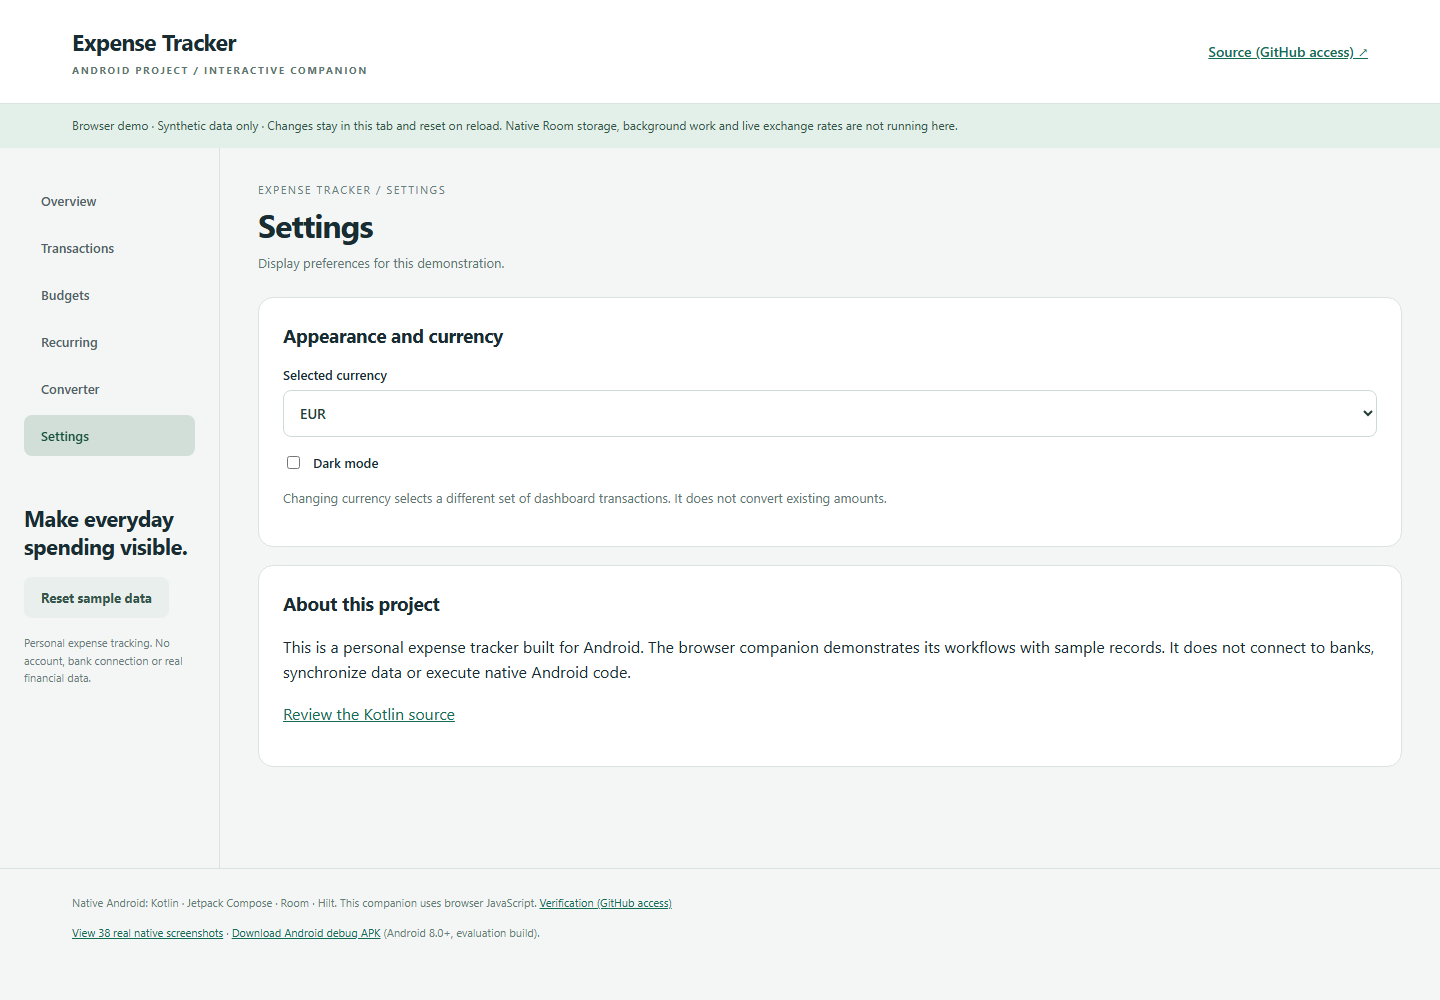 Expense Tracker
ANDROID PROJECT / INTERACTIVE COMPANION
Source (GitHub access) ↗
Browser demo · Synthetic data only · Changes stay in this tab and reset on reload. Native Room storage, background work and live exchange rates are not running here.
Overview
Transactions
Budgets
Recurring
Converter
Settings
Make everyday
spending visible.
Reset sample data
Personal expense tracking. No
account, bank connection or real
financial data.
EXPENSE TRACKER / SETTINGS
Settings
Display preferences for this demonstration.
Appearance and currency
Selected currency
EUR
Dark mode
Changing currency selects a different set of dashboard transactions. It does not convert existing amounts.
About this project
This is a personal expense tracker built for Android. The browser companion demonstrates its workflows with sample records. It does not connect to banks,
synchronize data or execute native Android code.
Review the Kotlin source
Native Android: Kotlin · Jetpack Compose · Room · Hilt. This companion uses browser JavaScript. Verification (GitHub access)
View 38 real native screenshots · Download Android debug APK (Android 8.0+, evaluation build).